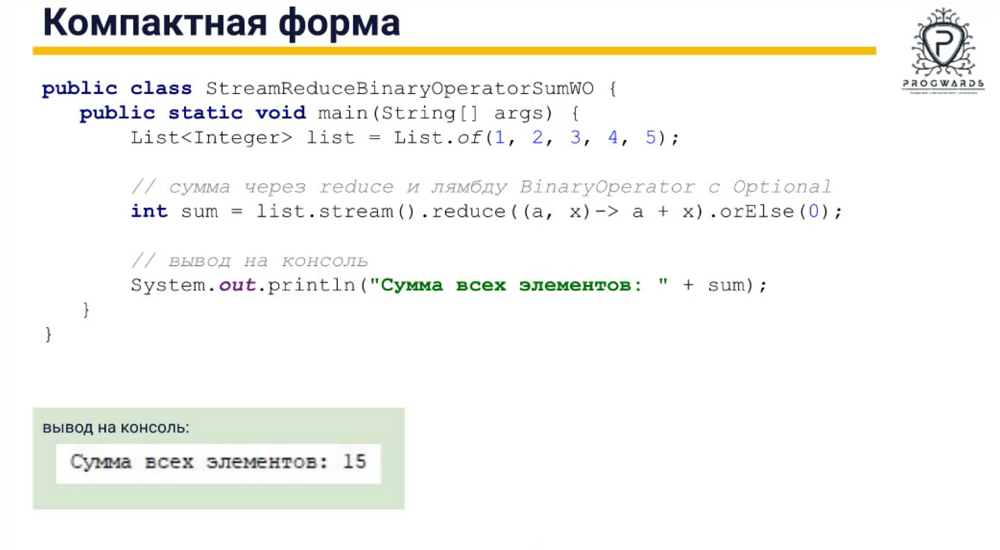 Компактная форма
PROGWARDS
public class StreamReduceBinaryOperatorSumWO {
public static void main(String[] args) {
List<Integer> list = List.of(1, 2, 3, 4, 5);
// сумма через reduce и лямбду BinaryOperator с Optional
int sum = list.stream().reduce((a, x)-> a + x).orElse(0);
// вывод на консоль
System.out.println("Сумма всех элементов: " + sum);
}
}
вывод на консоль:
Сумма всех элементов: 15